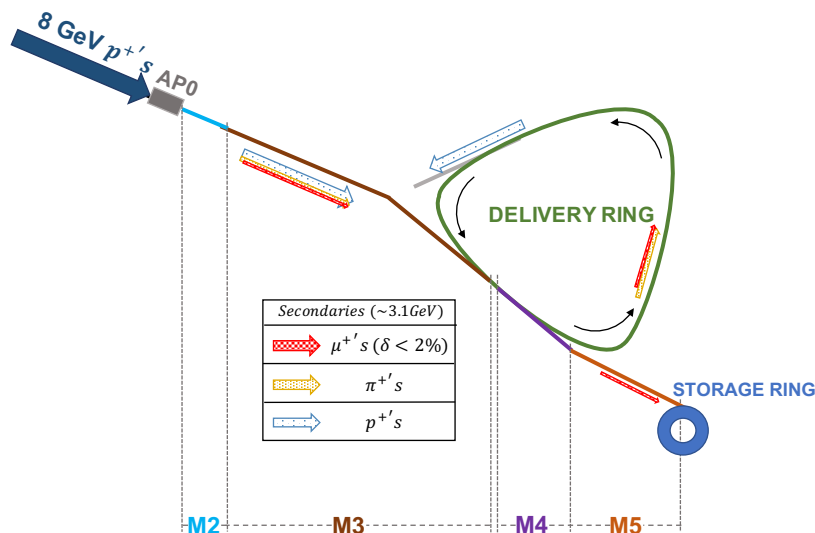 8 GeV p⁺′s
AP0
DELIVERY RING
Secondaries (~3.1GeV)
μ⁺′s (δ < 2%)
π⁺′s
p⁺′s
STORAGE RING
M2 M3 M4 M5